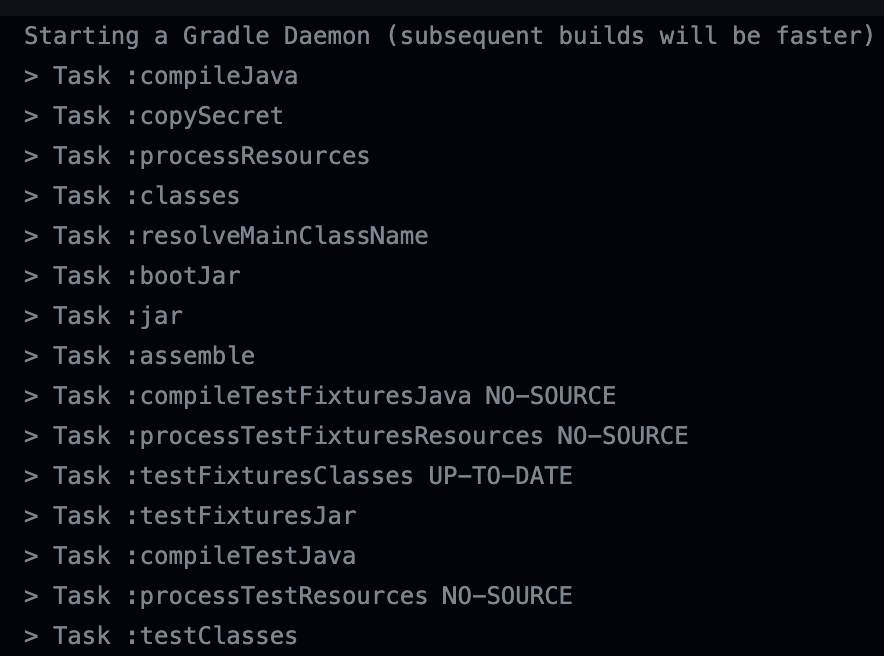 Starting a Gradle Daemon (subsequent builds will be faster)
> Task :compileJava
> Task :copySecret
> Task :processResources
> Task :classes
> Task :resolveMainClassName
> Task :bootJar
> Task :jar
> Task :assemble
> Task :compileTestFixturesJava NO-SOURCE
> Task :processTestFixturesResources NO-SOURCE
> Task :testFixturesClasses UP-TO-DATE
> Task :testFixturesJar
> Task :compileTestJava
> Task :processTestResources NO-SOURCE
> Task :testClasses